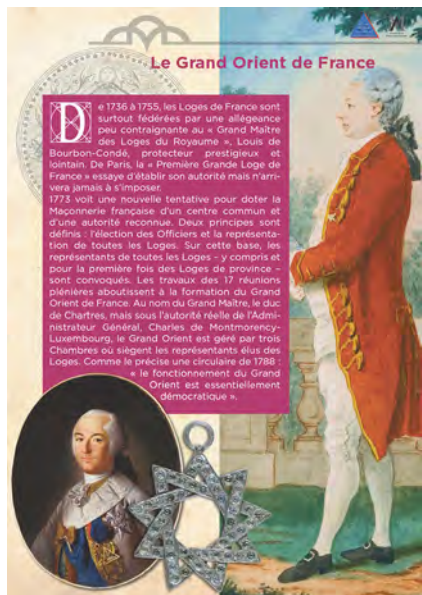 Le Grand Orient de France
De 1736 à 1755, les Loges de France sont
surtout fédérées par une allégeance
peu contraignante au « Grand Maître
des Loges du Royaume », Louis de
Bourbon-Condé, protecteur prestigieux et
lointain. De Paris, la « Première Grande Loge de
France » essaye d'établir son autorité mais n'arri-
vera jamais à s'imposer.
1773 voit une nouvelle tentative pour doter la
Maçonnerie française d'un centre commun et
d'une autorité reconnue. Deux principes sont
définis : l'élection des Officiers et la représenta-
tion de toutes les Loges. Sur cette base, les
représentants de toutes les Loges - y compris et
pour la première fois des Loges de province –
sont convoqués. Les travaux des 17 réunions
plénières aboutissent à la formation du Grand
Orient de France. Au nom du Grand Maître, le duc
de Chartres, mais sous l'autorité réelle de l'Admi-
nistrateur Général, Charles de Montmorency-
Luxembourg, le Grand Orient est géré par trois
Chambres où siègent les représentants élus des
Loges. Comme le précise une circulaire de 1788 :
« le fonctionnement du Grand
Orient est essentiellement
démocratique ».